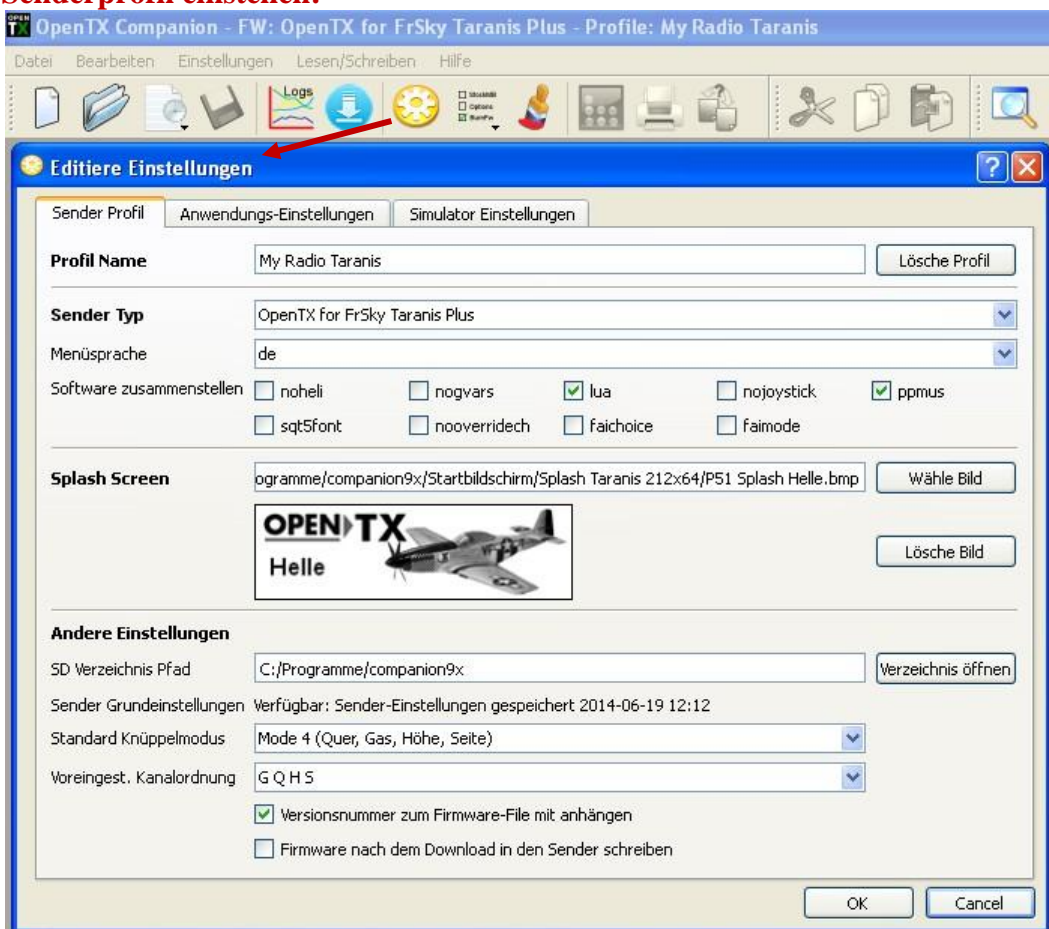 Senderprofil einstellen:
OpenTX Companion - FW: OpenTX for FrSky Taranis Plus - Profile: My Radio Taranis
Datei Bearbeiten Einstellungen Lesen/Schreiben Hilfe
Logs
Editiere Einstellungen
Sender Profil Anwendungs-Einstellungen Simulator Einstellungen
Profil Name My Radio Taranis Lösche Profil
Sender Typ OpenTX for FrSky Taranis Plus
Menüsprache de
Software zusammenstellen noheli nogvars lua nojoystick ppmus
sqt5font nooverridech faichoice faimode
Splash Screen ogramme/companion9x/Startbildschirm/Splash Taranis 212x64/P51 Splash Helle.bmp Wähle Bild
OPEN TX
Helle
Lösche Bild
Andere Einstellungen
SD Verzeichnis Pfad C:/Programme/companion9x Verzeichnis öffnen
Sender Grundeinstellungen Verfügbar: Sender-Einstellungen gespeichert 2014-06-19 12:12
Standard Knüppelmodus Mode 4 (Quer, Gas, Höhe, Seite)
Voreingest. Kanalordnung G Q H S
Versionsnummer zum Firmware-File mit anhängen
Firmware nach dem Download in den Sender schreiben
OK Cancel